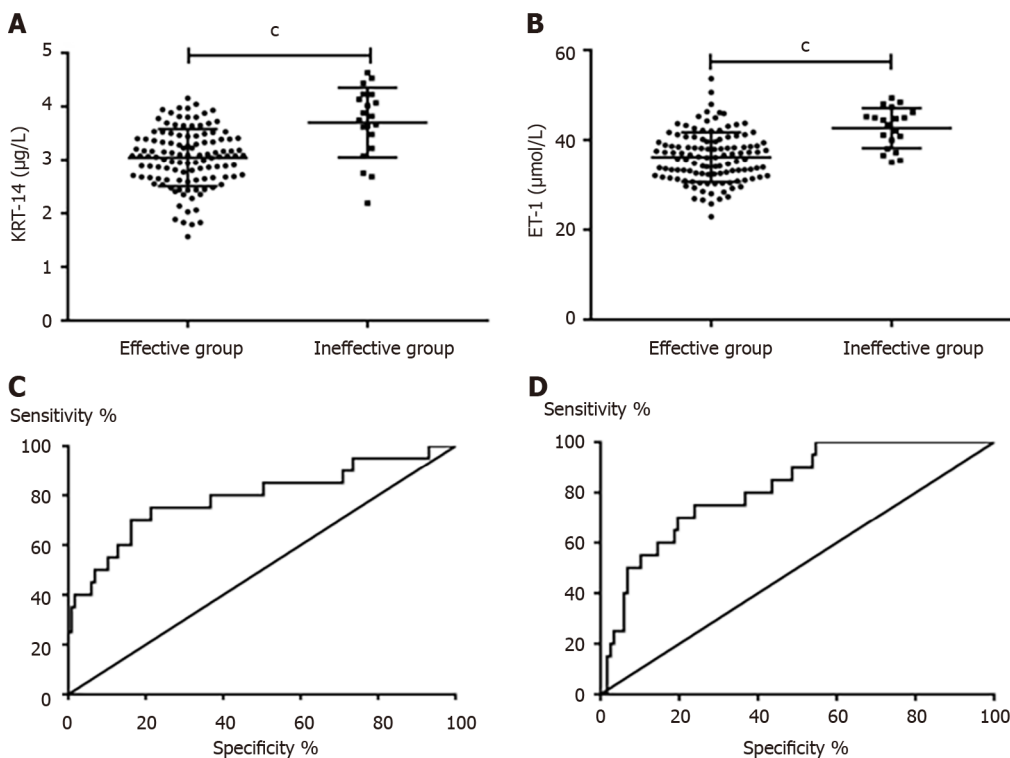 A
c
KRT-14 (µg/L)
5
4
3
2
1
0
Effective group
Ineffective group
B
c
ET-1 (µmol/L)
60
40
20
0
Effective group
Ineffective group
C
Sensitivity %
100
80
60
40
20
0
0 20 40 60 80 100
Specificity %
D
Sensitivity %
100
80
60
40
20
0
0 20 40 60 80 100
Specificity %